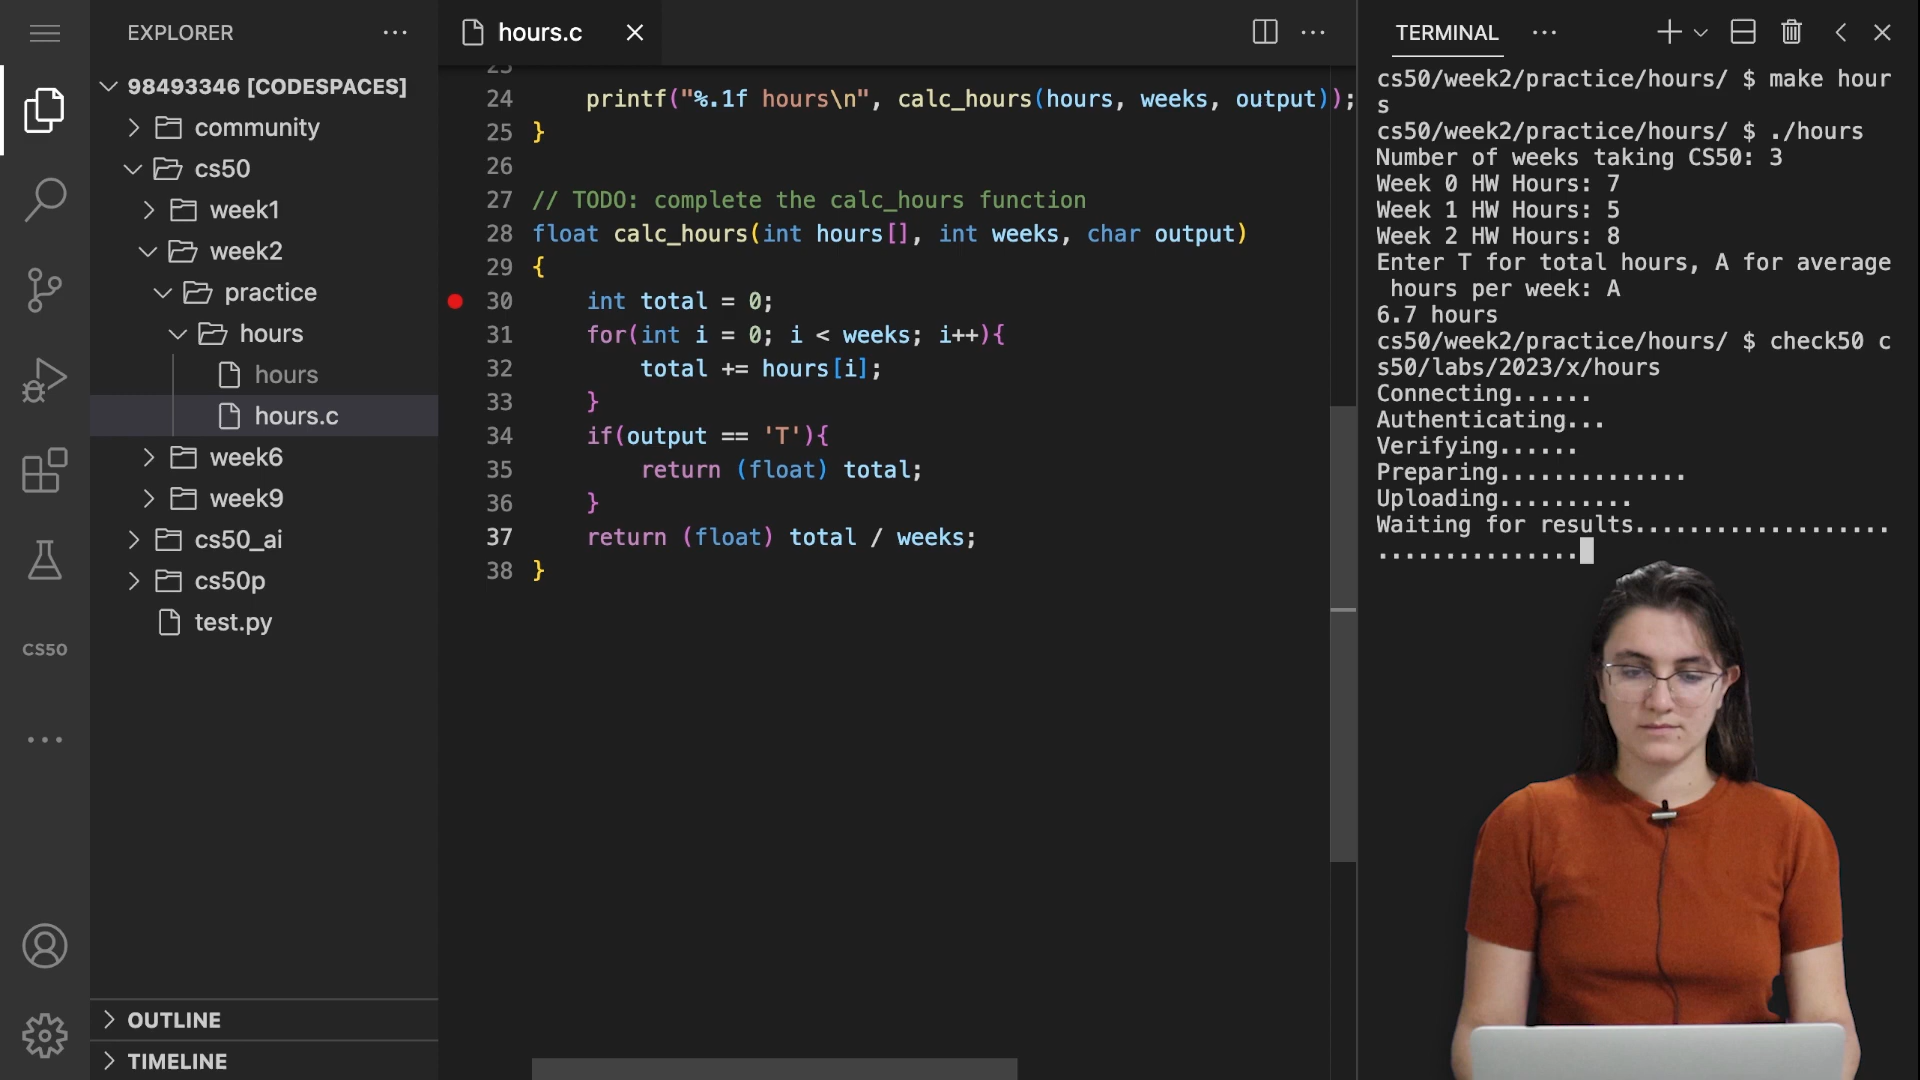 EXPLORER
98493346 [CODESPACES]
community
cs50
week1
week2
practice
hours
hours
hours.c
week6
week9
cs50_ai
cs50p
test.py
CS50
OUTLINE
TIMELINE
hours.c
23
24 printf("%.1f hours\n", calc_hours(hours, weeks, output));
25 }
26
27 // TODO: complete the calc_hours function
28 float calc_hours(int hours[], int weeks, char output)
29 {
30 int total = 0;
31 for(int i = 0; i < weeks; i++){
32 total += hours[i];
33 }
34 if(output == 'T'){
35 return (float) total;
36 }
37 return (float) total / weeks;
38 }
TERMINAL
cs50/week2/practice/hours/ $ make hour
s
cs50/week2/practice/hours/ $ ./hours
Number of weeks taking CS50: 3
Week 0 HW Hours: 7
Week 1 HW Hours: 5
Week 2 HW Hours: 8
Enter T for total hours, A for average
hours per week: A
6.7 hours
cs50/week2/practice/hours/ $ check50 c
s50/labs/2023/x/hours
Connecting......
Authenticating...
Verifying......
Preparing..............
Uploading..........
Waiting for results...................
...............